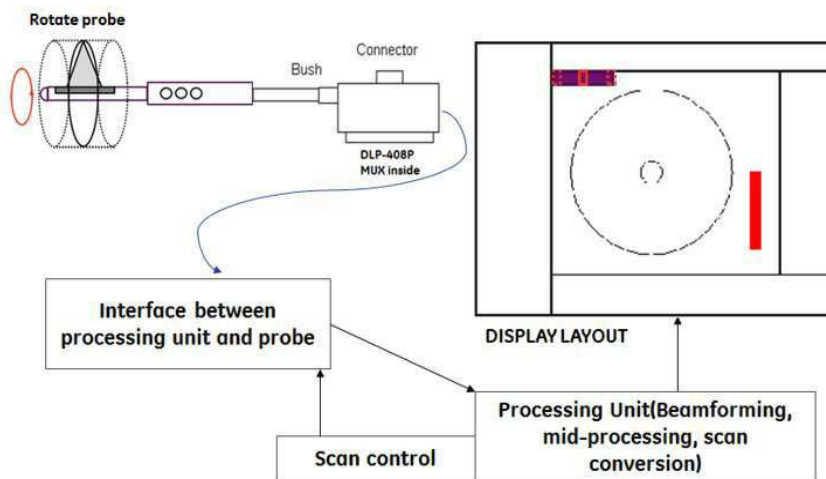 Rotate probe
Connector
Bush
DLP-408P
MUX inside
Interface between
processing unit and probe
DISPLAY LAYOUT
Processing Unit(Beamforming,
mid-processing, scan
conversion)
Scan control